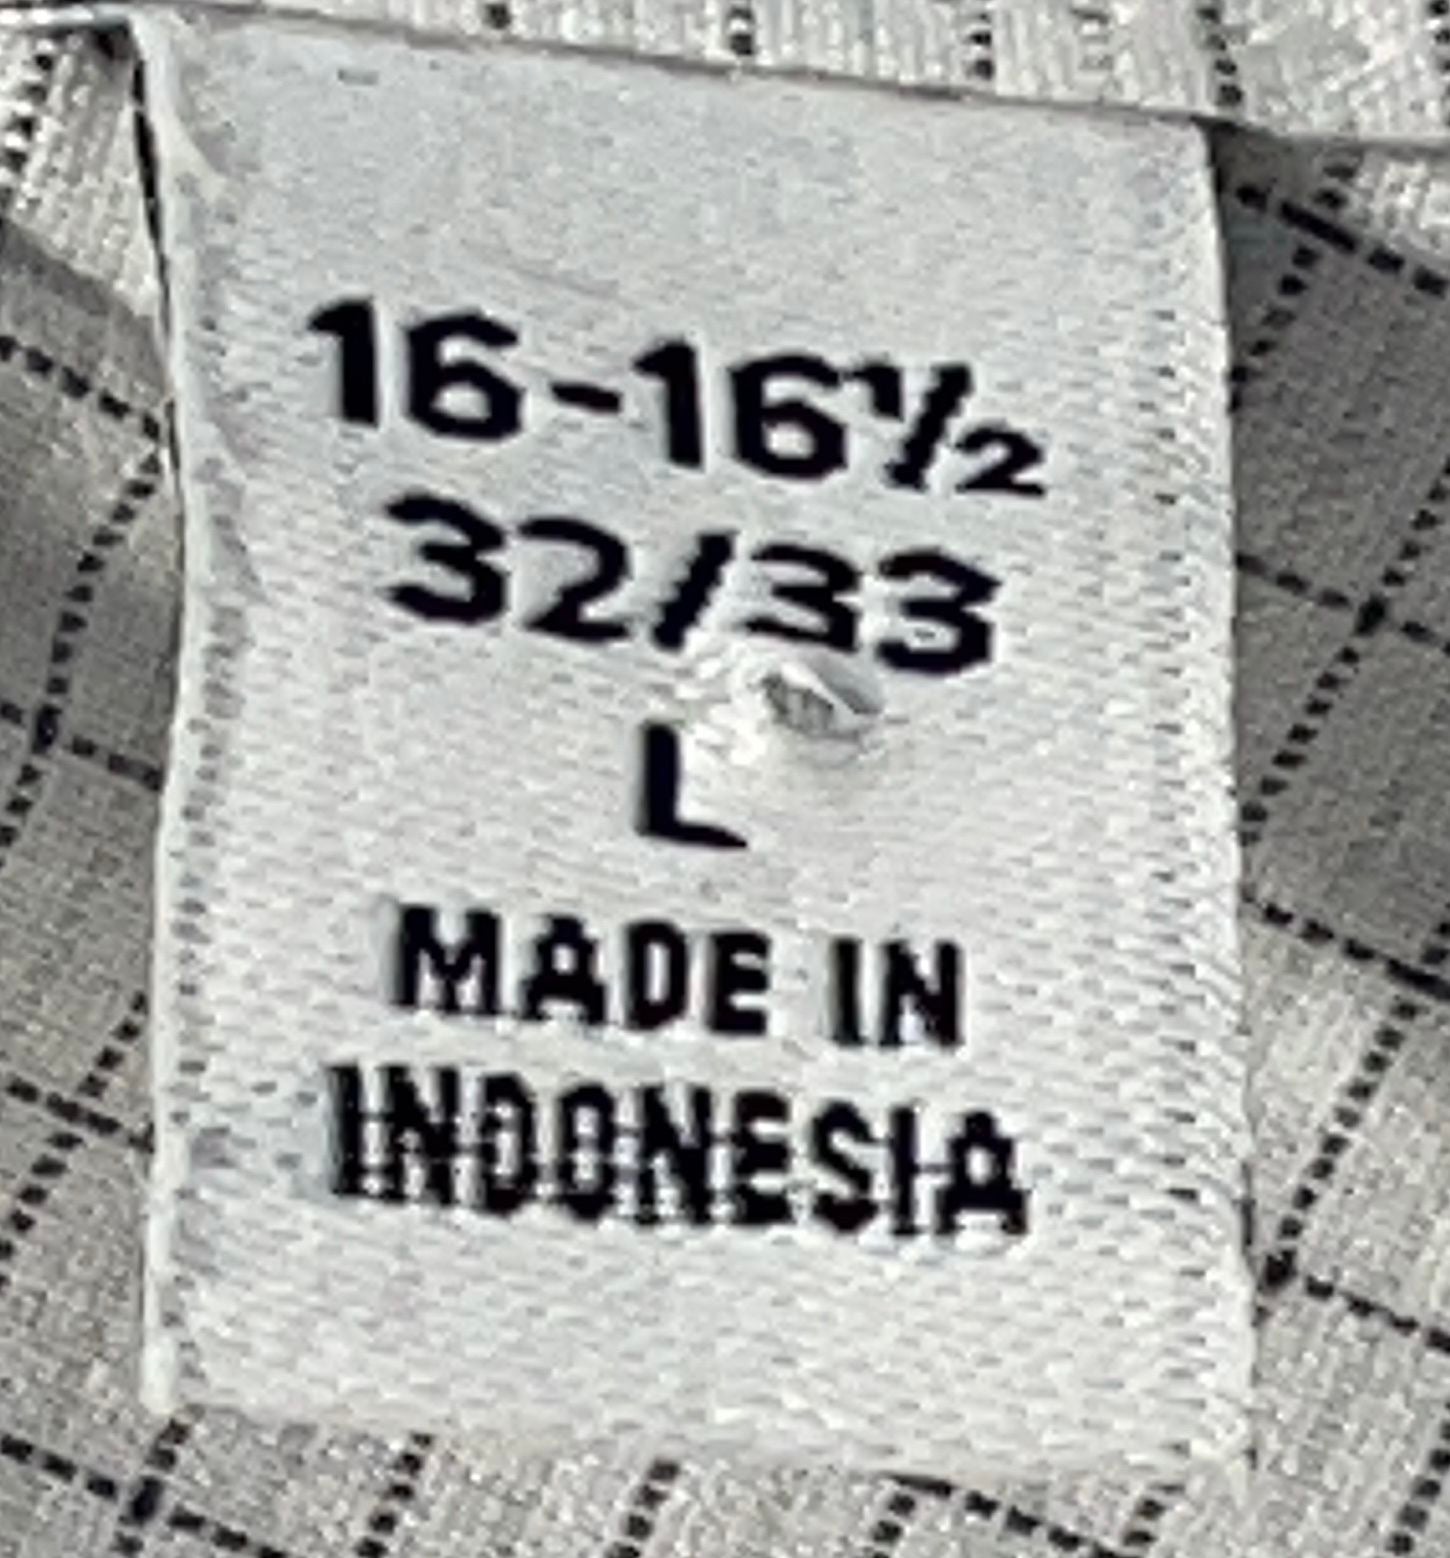 16-16½
32/33
L
MADE IN
INDONESIA